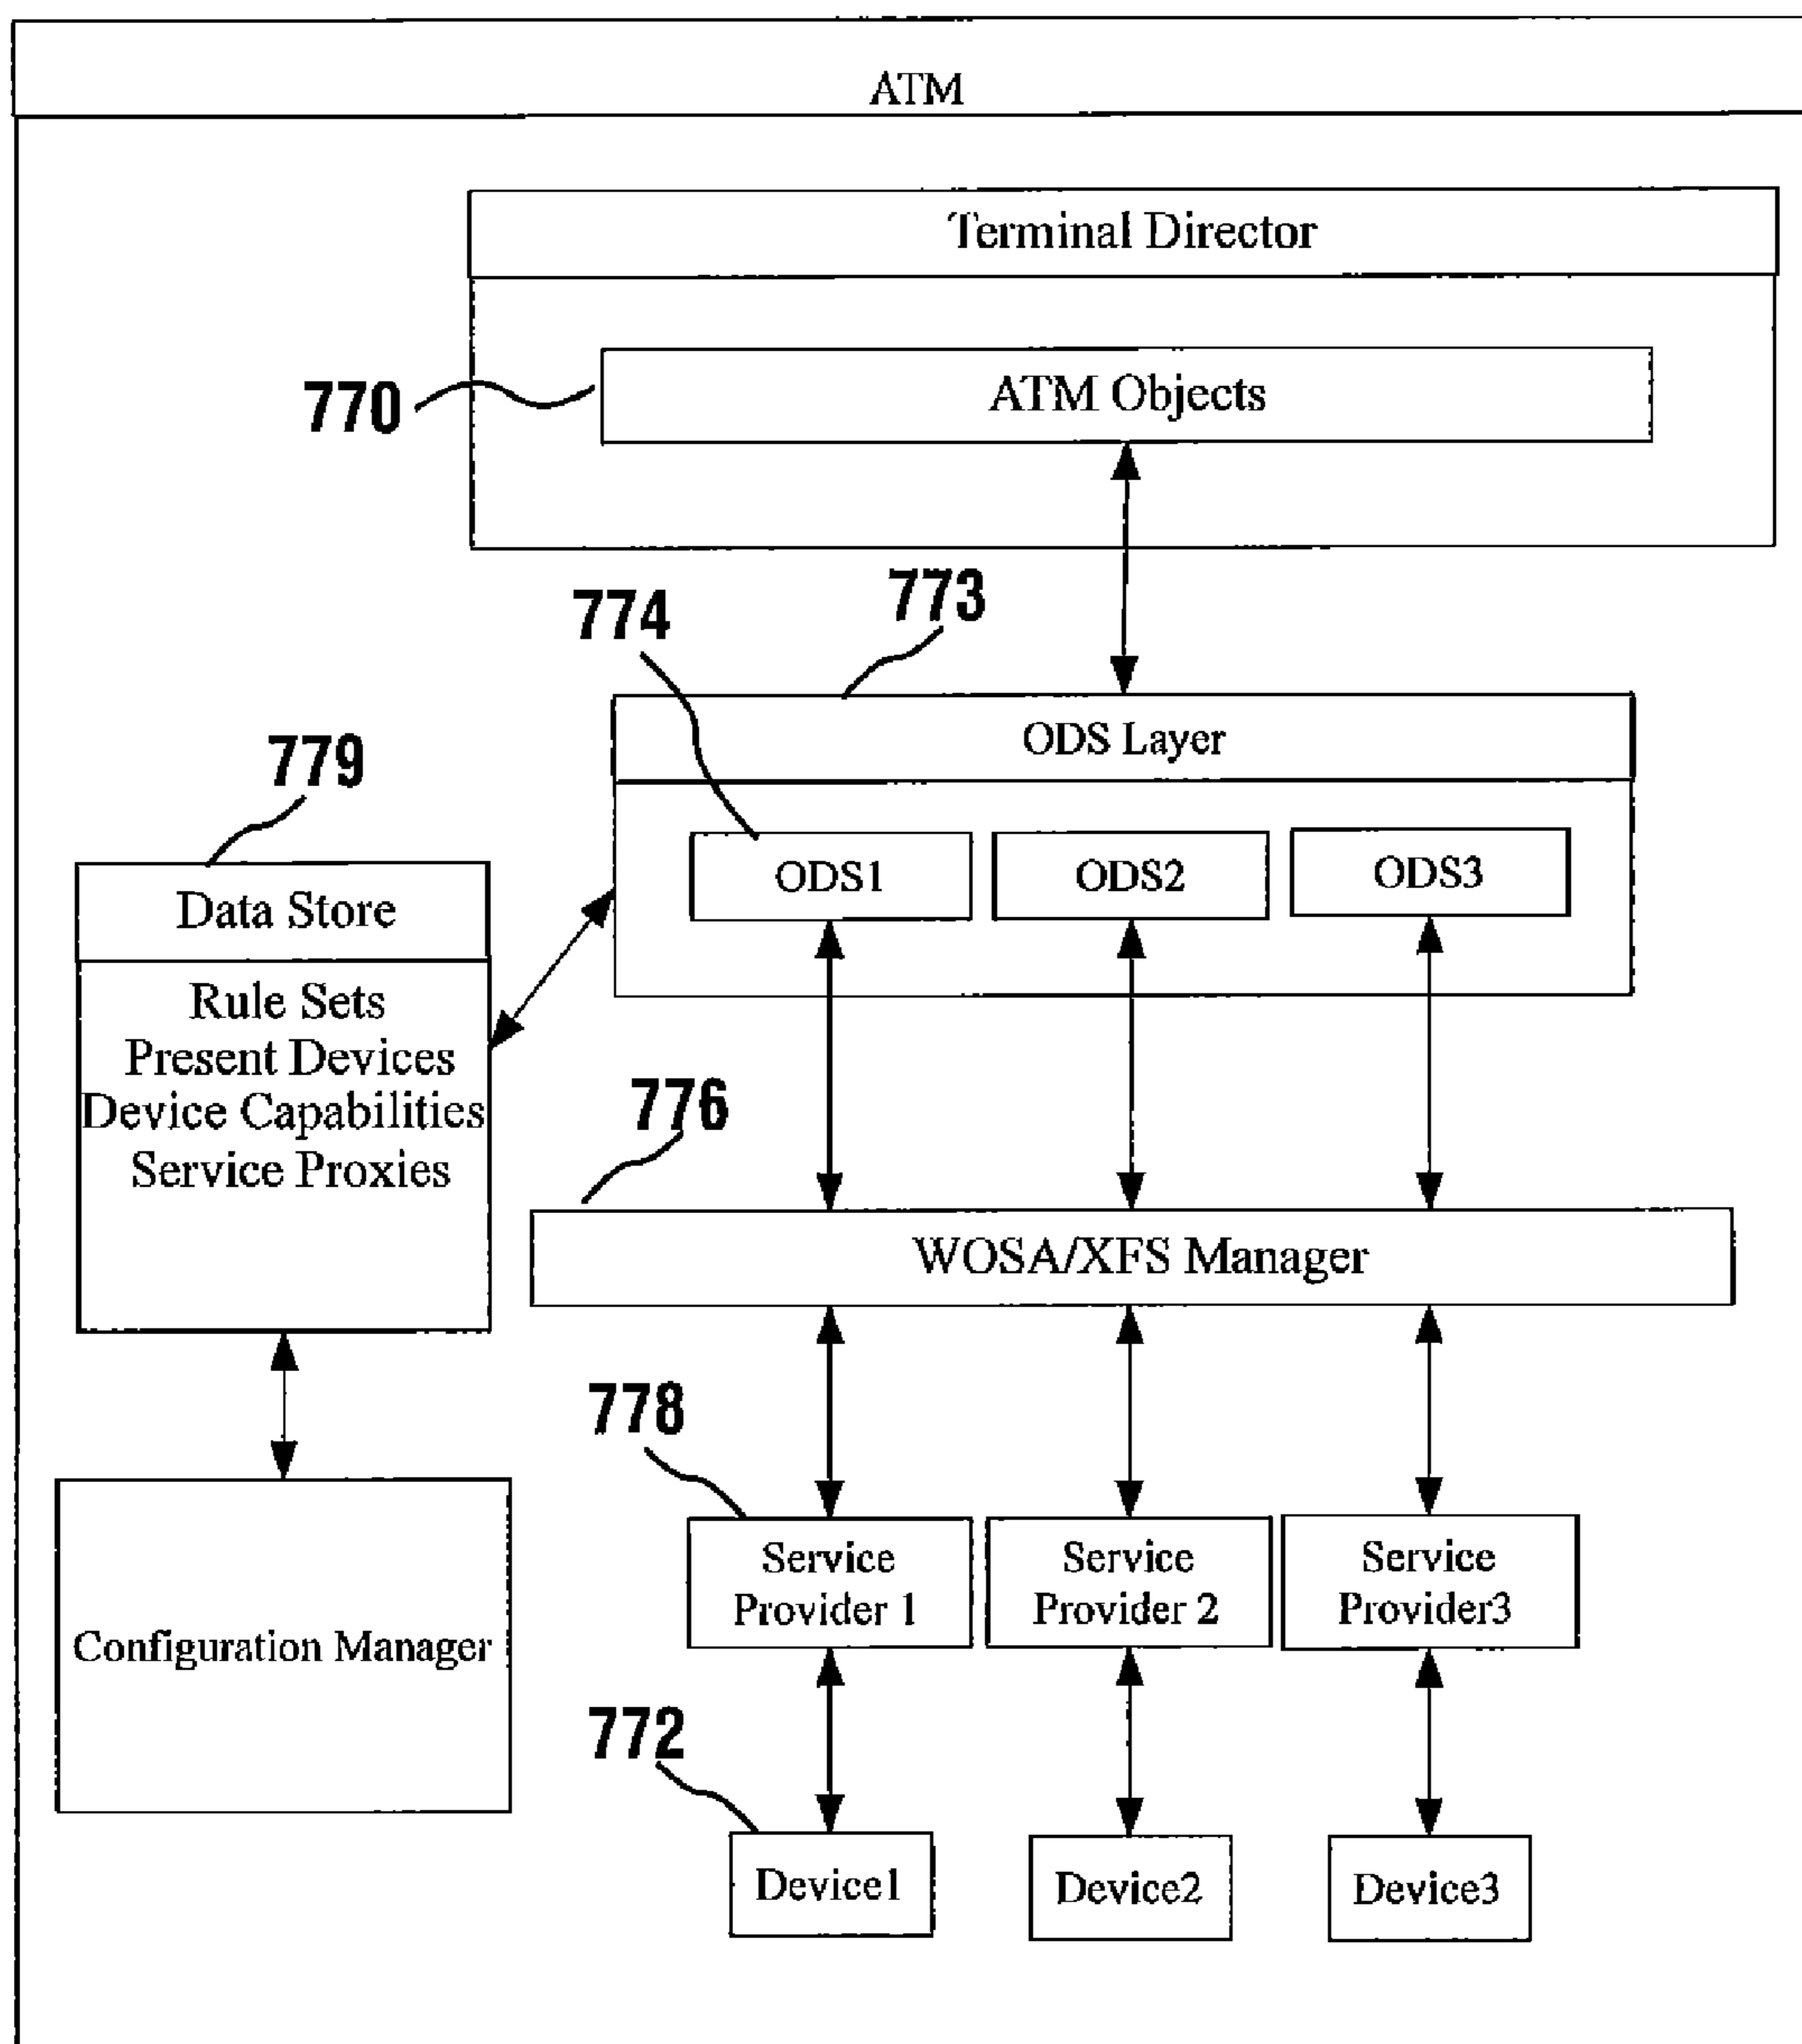 ATM
Terminal Director
770
ATM Objects
773
774
ODS Layer
779
ODS1
ODS2
ODS3
Data Store
Rule Sets
Present Devices
Device Capabilities
Service Proxies
776
WOSA/XFS Manager
778
Service
Provider 1
Service
Provider 2
Service
Provider3
Configuration Manager
772
Device1
Device2
Device3